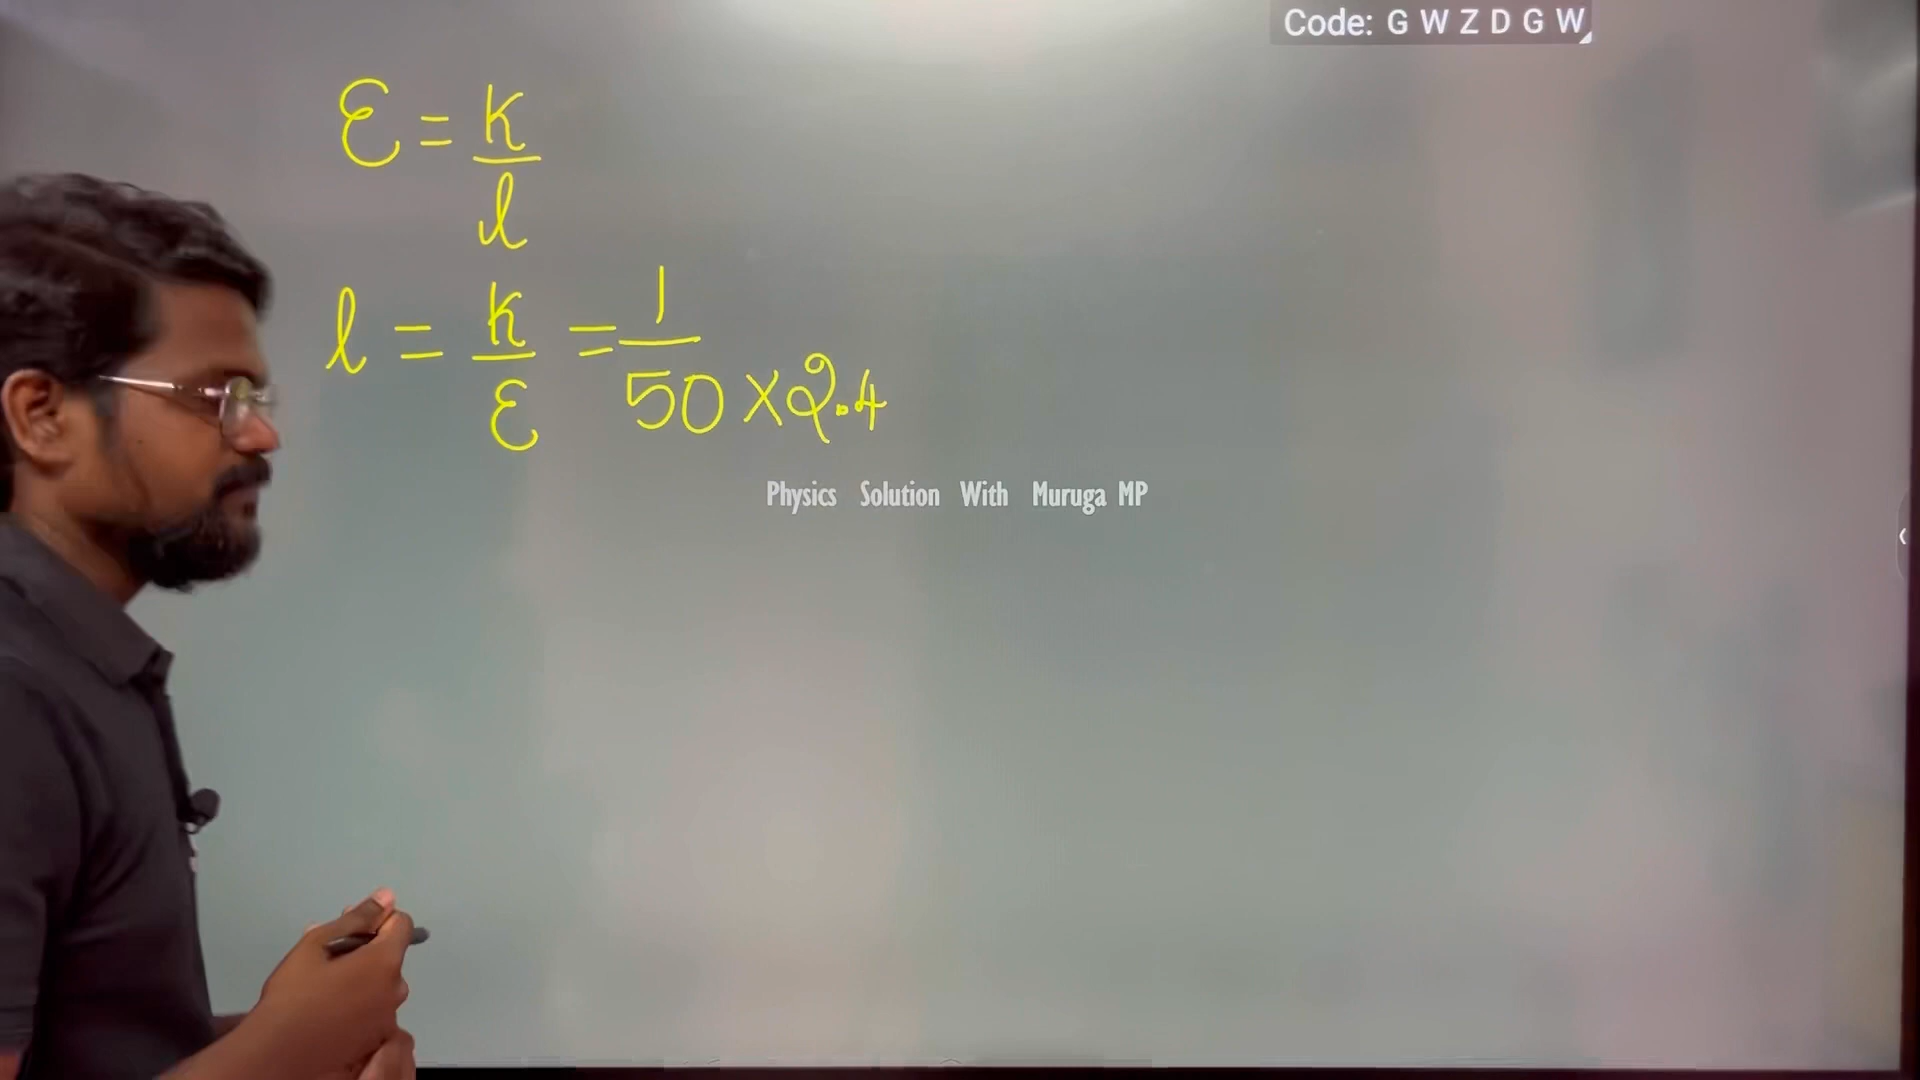 Code: G W Z D G W
ε = k/l
l = k/ε = 1/50 × 2.4
Physics Solution With Muruga MP